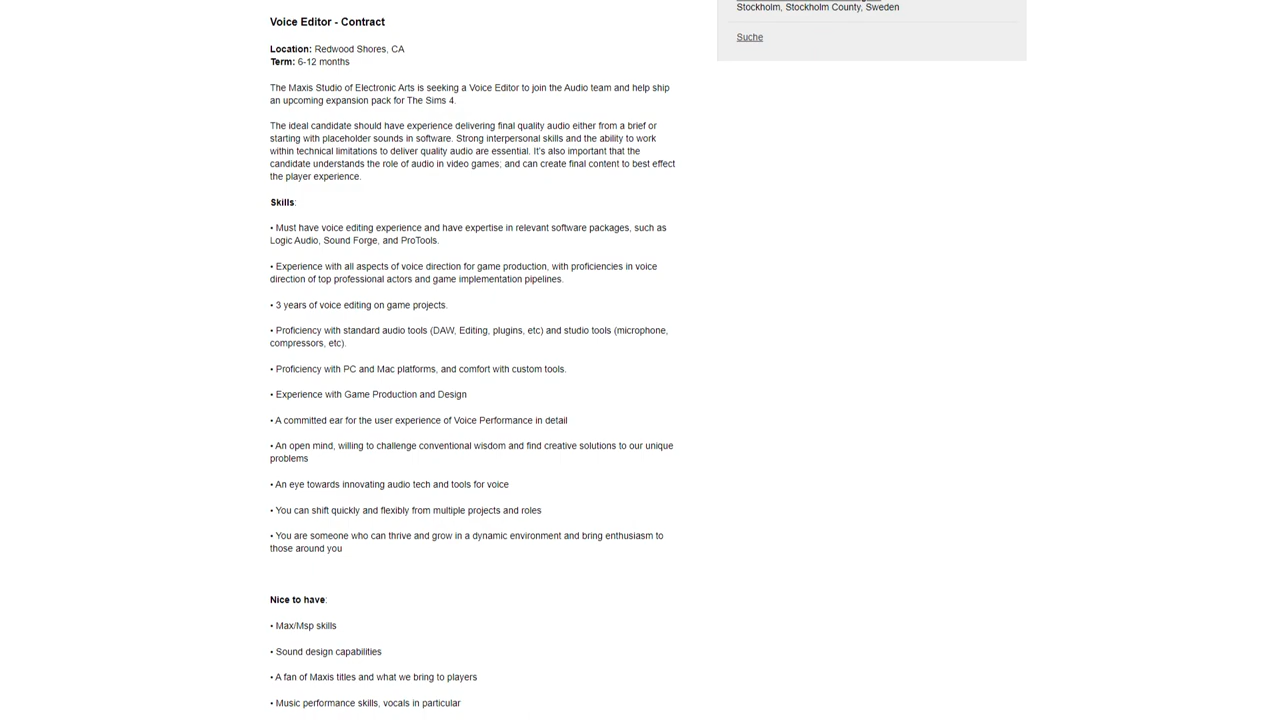 Stockholm, Stockholm County, Sweden
Suche
Voice Editor - Contract
Location: Redwood Shores, CA
Term: 6-12 months
The Maxis Studio of Electronic Arts is seeking a Voice Editor to join the Audio team and help ship
an upcoming expansion pack for The Sims 4.
The ideal candidate should have experience delivering final quality audio either from a brief or
starting with placeholder sounds in software. Strong interpersonal skills and the ability to work
within technical limitations to deliver quality audio are essential. It's also important that the
candidate understands the role of audio in video games; and can create final content to best effect
the player experience.
Skills:
• Must have voice editing experience and have expertise in relevant software packages, such as
Logic Audio, Sound Forge, and ProTools.
• Experience with all aspects of voice direction for game production, with proficiencies in voice
direction of top professional actors and game implementation pipelines.
• 3 years of voice editing on game projects.
• Proficiency with standard audio tools (DAW, Editing, plugins, etc) and studio tools (microphone,
compressors, etc).
• Proficiency with PC and Mac platforms, and comfort with custom tools.
• Experience with Game Production and Design
• A committed ear for the user experience of Voice Performance in detail
• An open mind, willing to challenge conventional wisdom and find creative solutions to our unique
problems
• An eye towards innovating audio tech and tools for voice
• You can shift quickly and flexibly from multiple projects and roles
• You are someone who can thrive and grow in a dynamic environment and bring enthusiasm to
those around you
Nice to have:
• Max/Msp skills
• Sound design capabilities
• A fan of Maxis titles and what we bring to players
• Music performance skills, vocals in particular